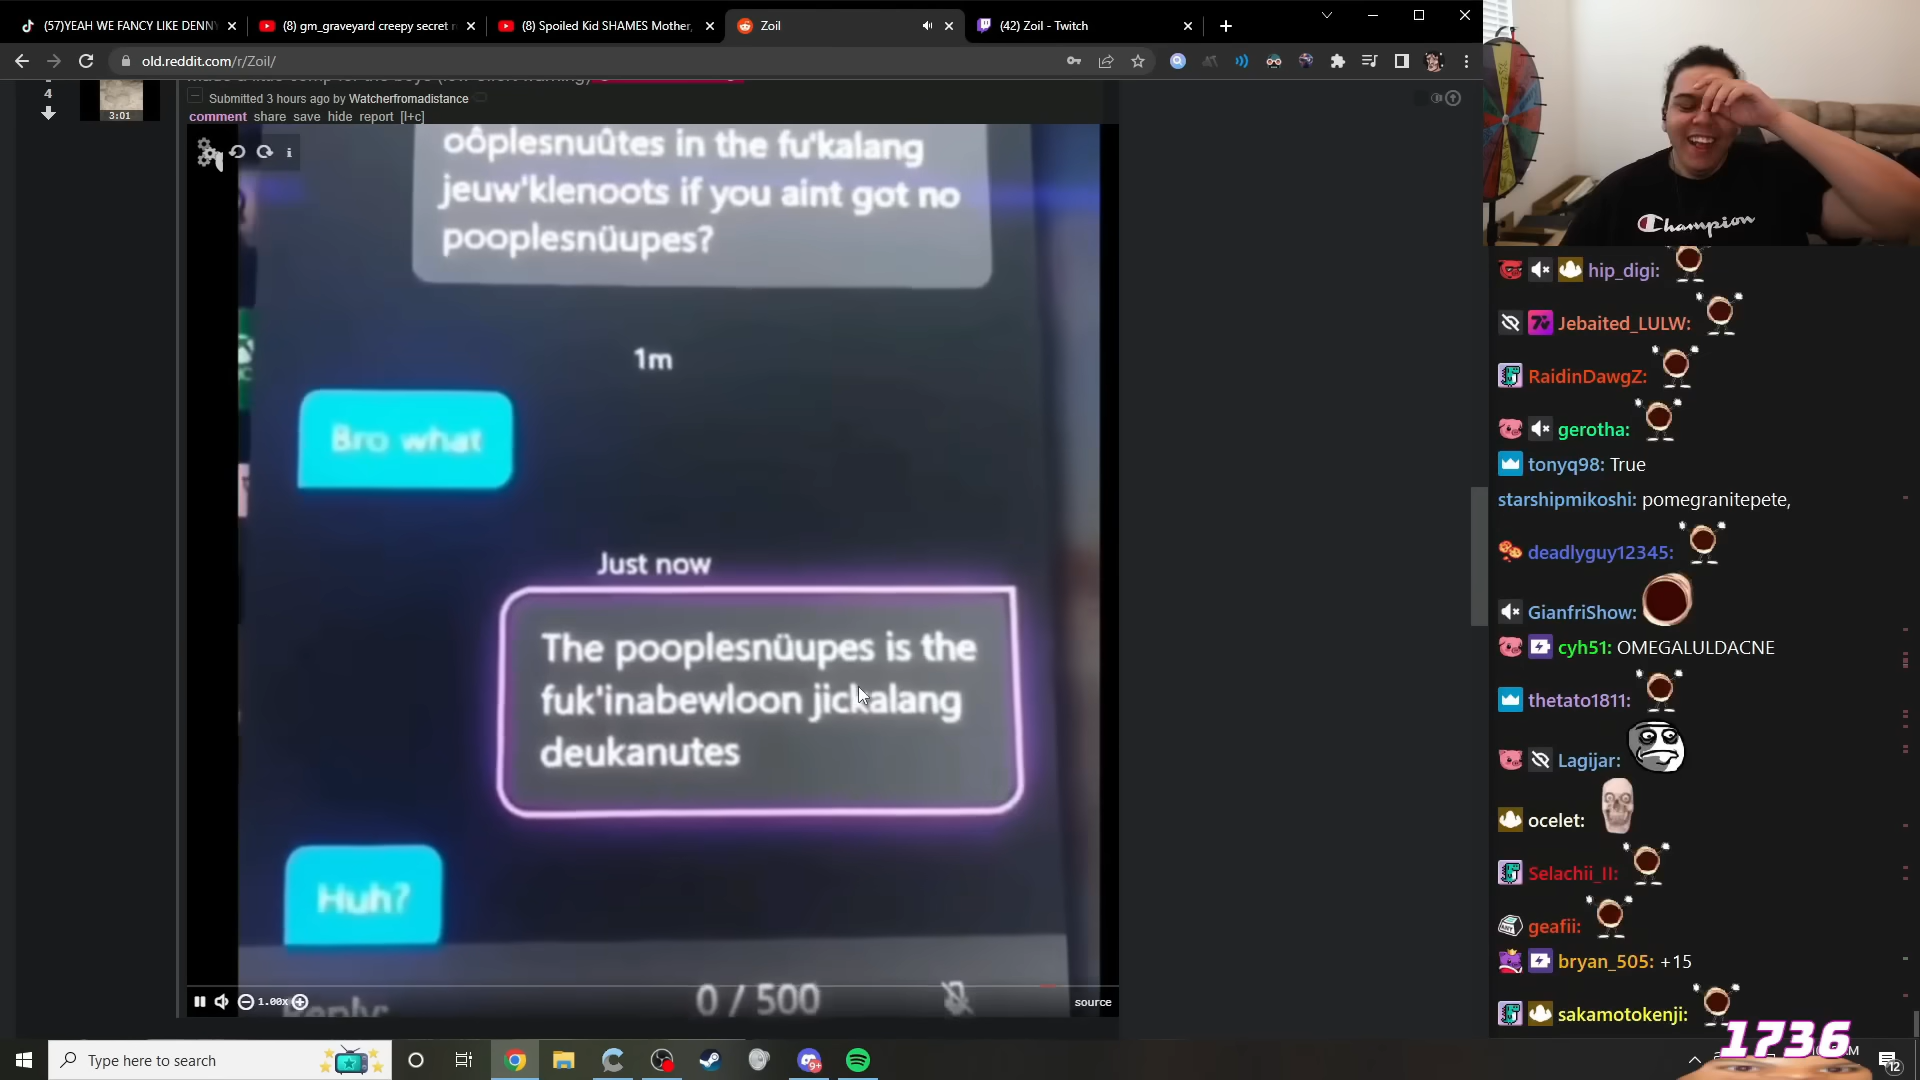 (57)YEAH WE FANCY LIKE DENN
(8) gm_graveyard creepy secret r
(8) Spoiled Kid SHAMES Mother,
Zoil
(42) Zoil - Twitch
old.reddit.com/r/Zoil/
4
3:01
Submitted 3 hours ago by Watcherfromadistance
comment share save hide report [l+c]
oôplesnuûtes in the fu'kalang
jeuw'klenoots if you aint got no
pooplesnüupes?
1m
Bro what
Just now
The pooplesnüupes is the
fuk'inabewloon jickalang
deukanutes
Huh?
Reply:
0 / 500
1.00x
source
Champion
hip_digi:
Jebaited_LULW:
RaidinDawgZ:
gerotha:
tonyq98: True
starshipmikoshi: pomegranitepete,
deadlyguy12345:
GianfriShow:
cyh51: OMEGALULDACNE
thetato1811:
Lagijar:
ocelet:
Selachii_II:
geafii:
bryan_505: +15
sakamotokenji:
1736
Type here to search
9+
12